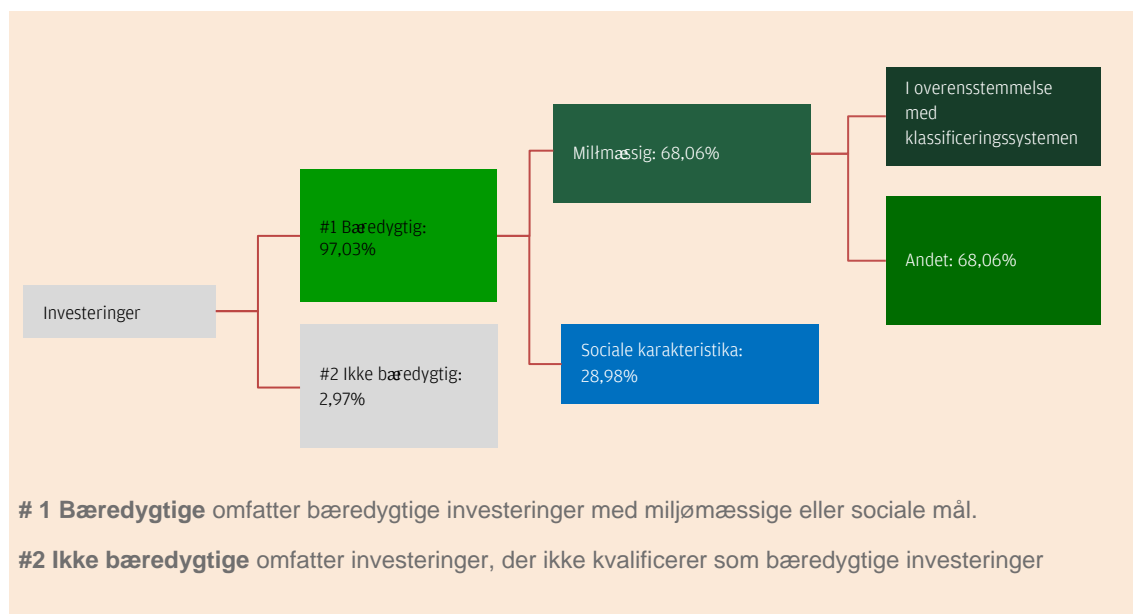 I overensstemmelse
med
klassificeringssystemen
Milłmæssig: 68,06%
#1 Bæredygtig:
97,03%
Andet: 68,06%
Investeringer
Sociale karakteristika:
28,98%
#2 Ikke bæredygtig:
2,97%
# 1 Bæredygtige omfatter bæredygtige investeringer med miljømæssige eller sociale mål.
#2 Ikke bæredygtige omfatter investeringer, der ikke kvalificerer som bæredygtige investeringer